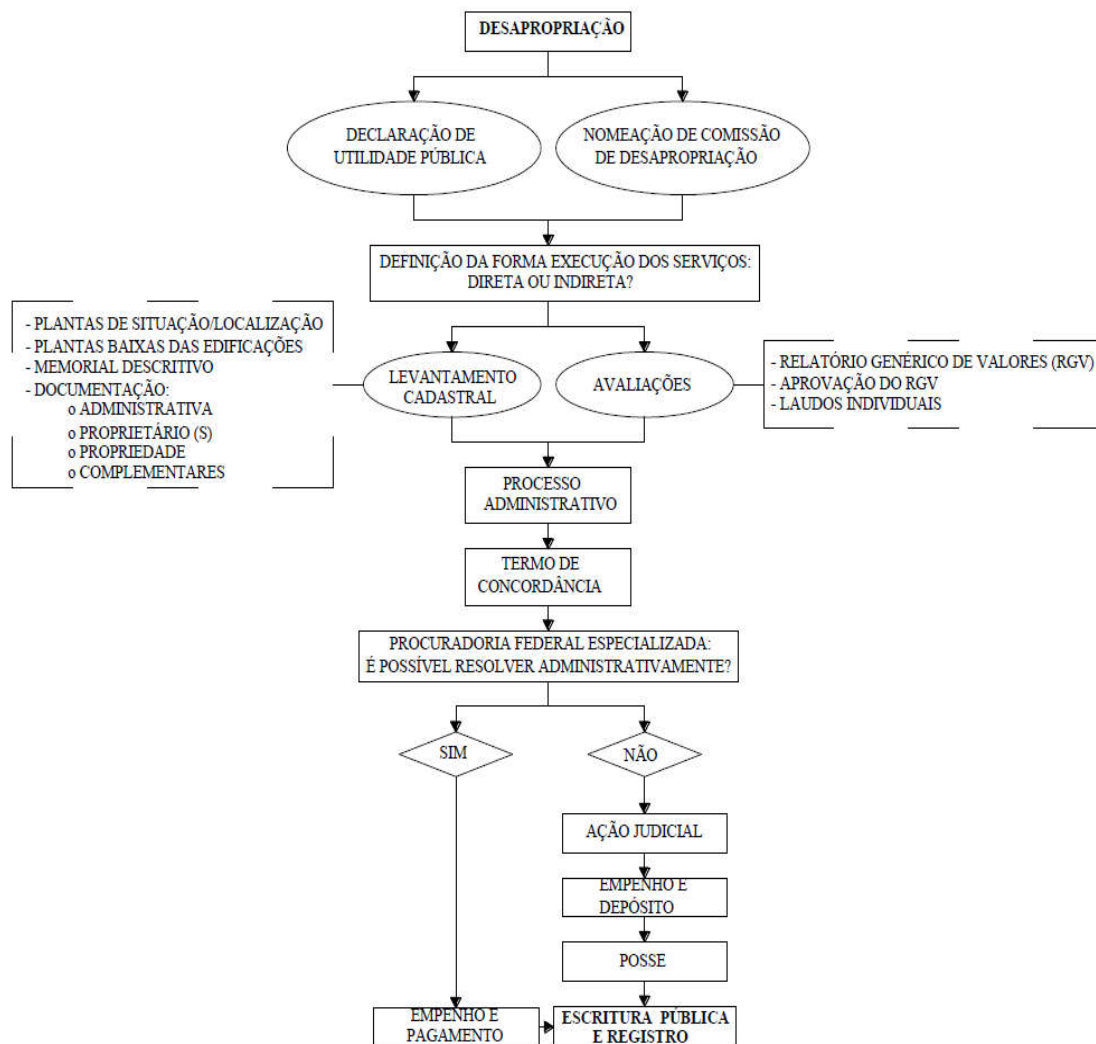 DESAPROPRIAÇÃO
DECLARAÇÃO DE
UTILIDADE PÚBLICA
NOMEAÇÃO DE COMISSÃO
DE DESAPROPRIAÇÃO
DEFINIÇÃO DA FORMA EXECUÇÃO DOS SERVIÇOS:
DIRETA OU INDIRETA?
- PLANTAS DE SITUAÇÃO/LOCALIZAÇÃO
- PLANTAS BAIXAS DAS EDIFICAÇÕES
- MEMORIAL DESCRITIVO
- DOCUMENTAÇÃO:
o ADMINISTRATIVA
o PROPRIETÁRIO (S)
o PROPRIEDADE
o COMPLEMENTARES
LEVANTAMENTO
CADASTRAL
AVALIAÇÕES
- RELATÓRIO GENÉRICO DE VALORES (RGV)
- APROVAÇÃO DO RGV
- LAUDOS INDIVIDUAIS
PROCESSO
ADMINISTRATIVO
TERMO DE
CONCORDÂNCIA
PROCURADORIA FEDERAL ESPECIALIZADA:
É POSSÍVEL RESOLVER ADMINISTRATIVAMENTE?
SIM
NÃO
AÇÃO JUDICIAL
EMPENHO E
DEPÓSITO
POSSE
EMPENHO E
PAGAMENTO
ESCRITURA PÚBLICA
E REGISTRO